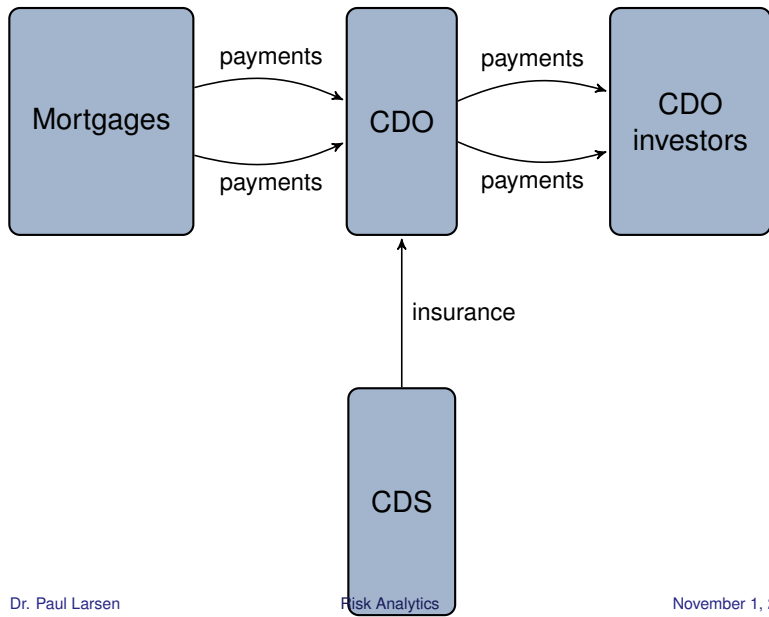 payments
payments
Mortgages
CDO
CDO
investors
payments
payments
insurance
CDS
Dr. Paul Larsen
Risk Analytics
November 1,